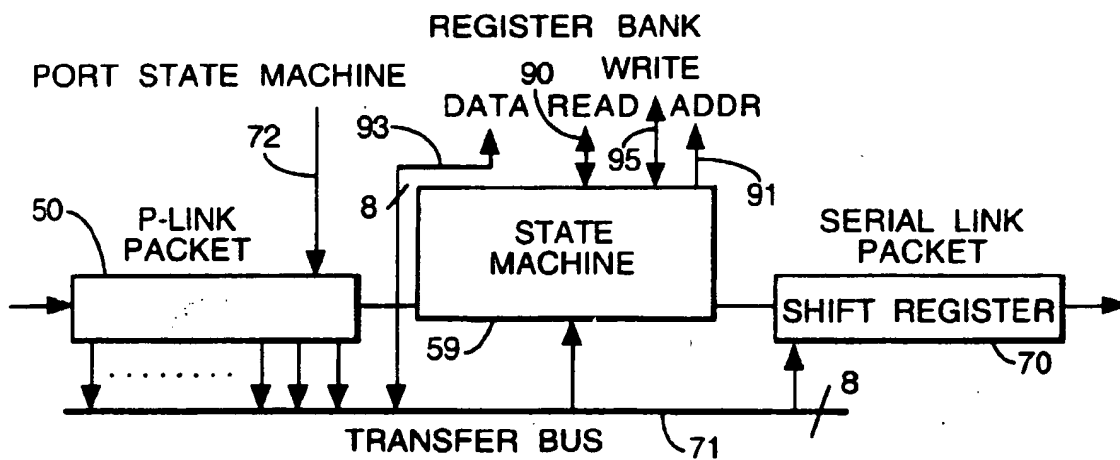 REGISTER BANK
PORT STATE MACHINE
90
WRITE
DATA READ ADDR
93
72
95
91
8
50
P-LINK
PACKET
STATE
MACHINE
SERIAL LINK
PACKET
SHIFT REGISTER
59
70
8
TRANSFER BUS
71